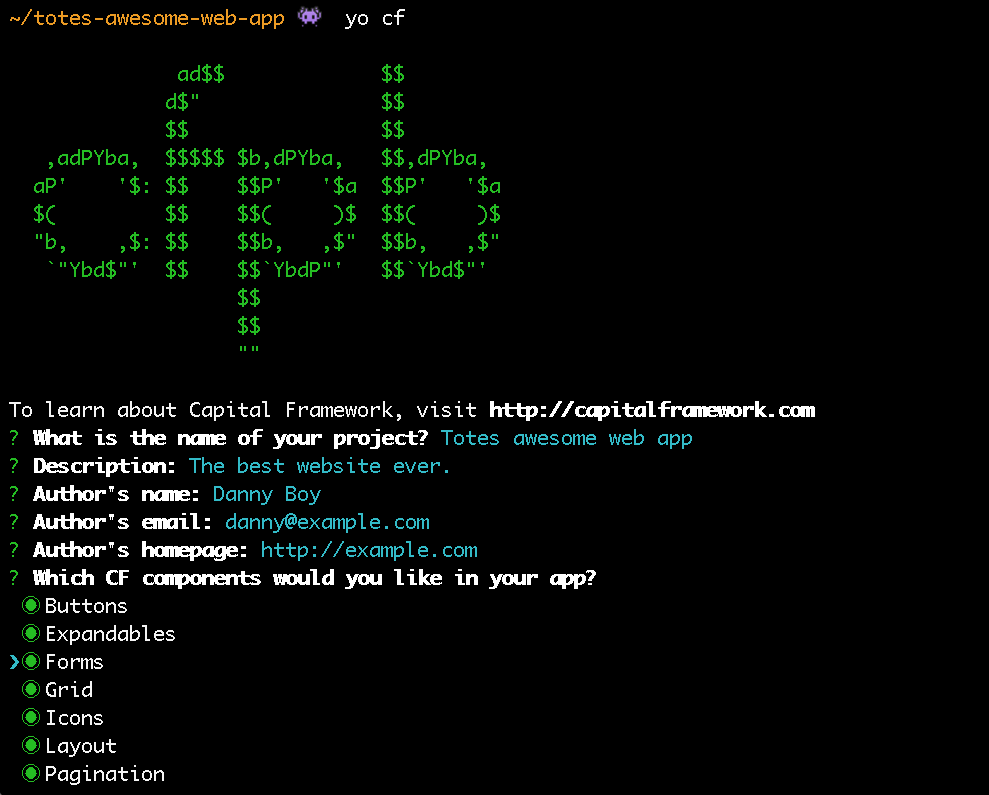 ~/totes-awesome-web-app 👾 yo cf
              ad$$             $$
             d$"               $$
             $$                $$
   ,adPYba,  $$$$$ $b,dPYba,   $$,dPYba,
  aP'    '$: $$    $$P'   '$a  $$P'   '$a
  $(         $$    $$(     )$  $$(     )$
  "b,    ,$: $$    $$b,   ,$"  $$b,   ,$"
   `"Ybd$"'  $$    $$`YbdP"'   $$`Ybd$"'
                   $$
                   $$
                   ""
To learn about Capital Framework, visit http://capitalframework.com
? What is the name of your project? Totes awesome web app
? Description: The best website ever.
? Author's name: Danny Boy
? Author's email: danny@example.com
? Author's homepage: http://example.com
? Which CF components would you like in your app?
 ◉ Buttons
 ◉ Expandables
❯◉ Forms
 ◉ Grid
 ◉ Icons
 ◉ Layout
 ◉ Pagination